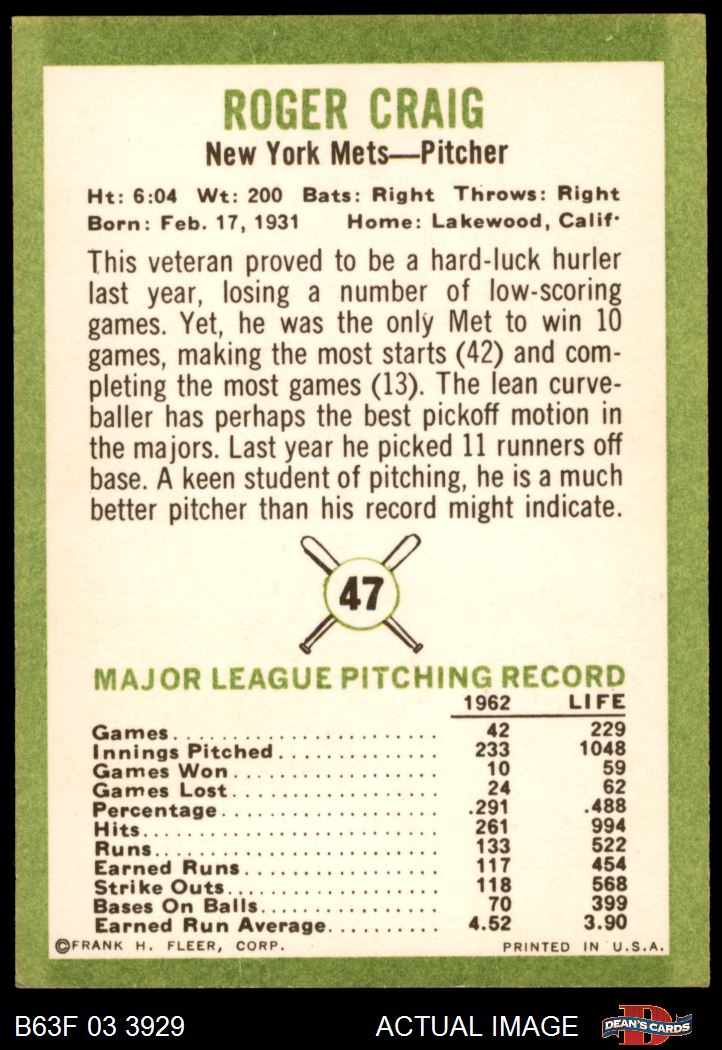 ROGER CRAIG
New York Mets—Pitcher
Ht: 6:04 Wt: 200 Bats: Right Throws: Right
Born: Feb. 17, 1931 Home: Lakewood, Calif.
This veteran proved to be a hard-luck hurler
last year, losing a number of low-scoring
games. Yet, he was the only Met to win 10
games, making the most starts (42) and com-
pleting the most games (13). The lean curve-
baller has perhaps the best pickoff motion in
the majors. Last year he picked 11 runners off
base. A keen student of pitching, he is a much
better pitcher than his record might indicate.
47
MAJOR LEAGUE PITCHING RECORD
1962 LIFE
Games 42 229
Innings Pitched 233 1048
Games Won 10 59
Games Lost 24 62
Percentage .291 .488
Hits 261 994
Runs 133 522
Earned Runs 117 454
Strike Outs 118 568
Bases On Balls 70 399
Earned Run Average 4.52 3.90
©FRANK H. FLEER, CORP. PRINTED IN U.S.A.
B63F 03 3929 ACTUAL IMAGE D DEAN'S CARDS